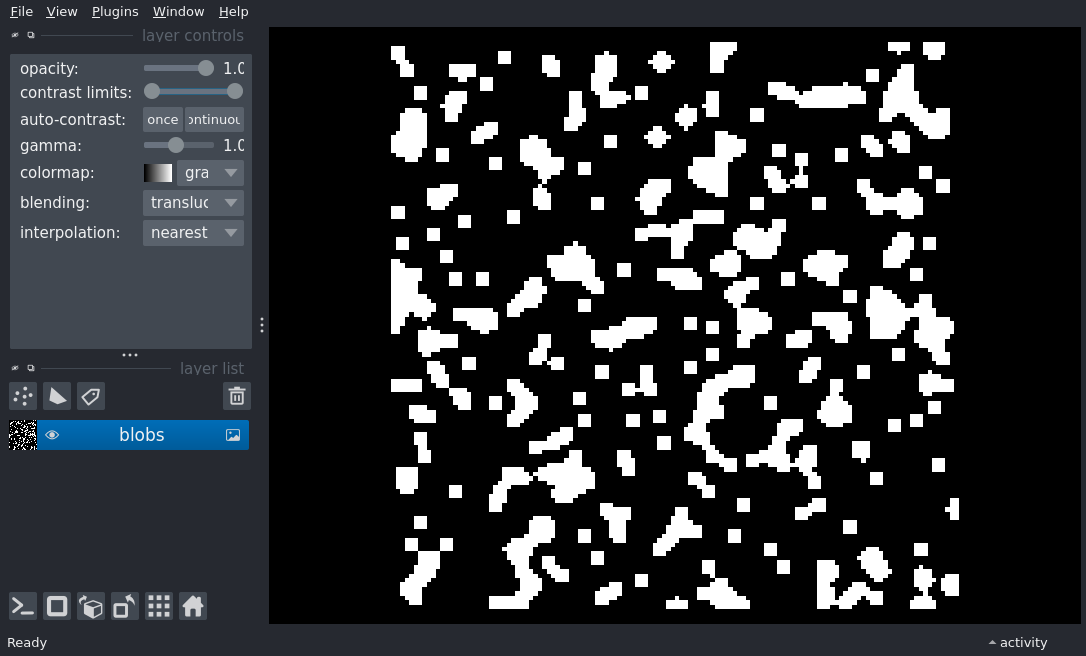 File View Plugins Window Help
layer controls
opacity: 1.0
contrast limits:
auto-contrast: once ontinuou
gamma: 1.0
colormap: gra
blending: transluc
interpolation: nearest
layer list
blobs
Ready activity